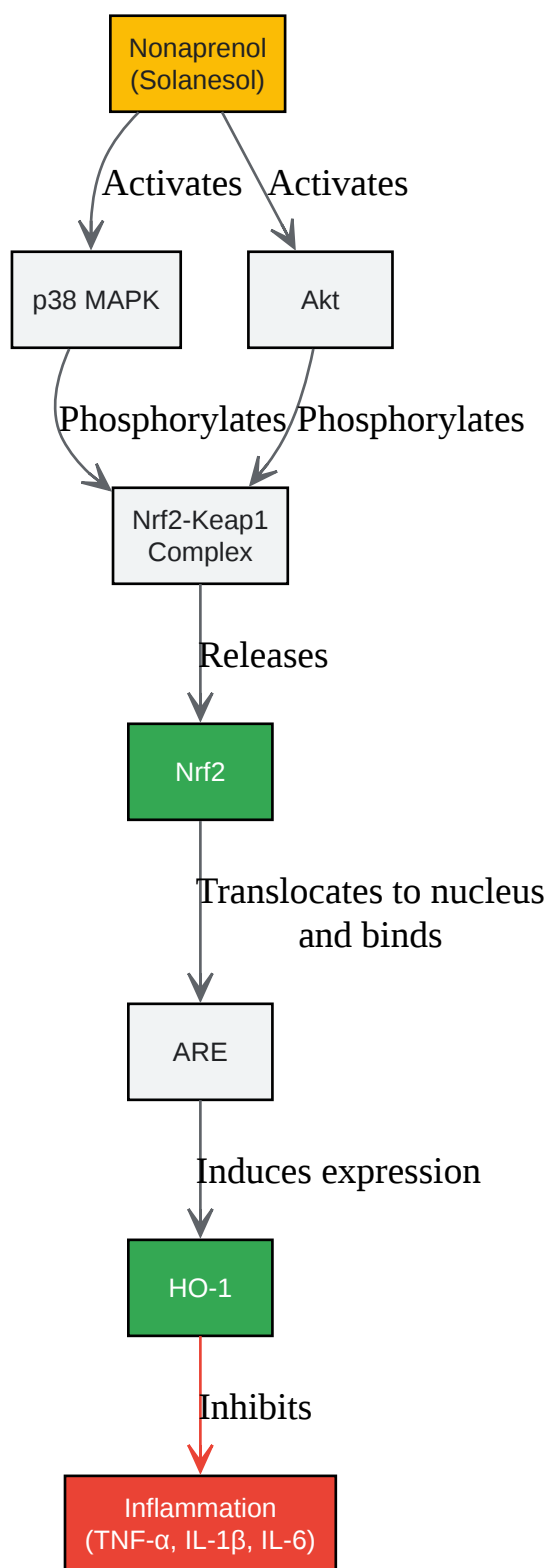 Nonaprenol
(Solanesol)
Activates
Activates
p38 MAPK
Akt
Phosphorylates
Phosphorylates
Nrf2-Keap1
Complex
Releases
Nrf2
Translocates to nucleus
and binds
ARE
Induces expression
HO-1
Inhibits
Inflammation
(TNF-α, IL-1β, IL-6)